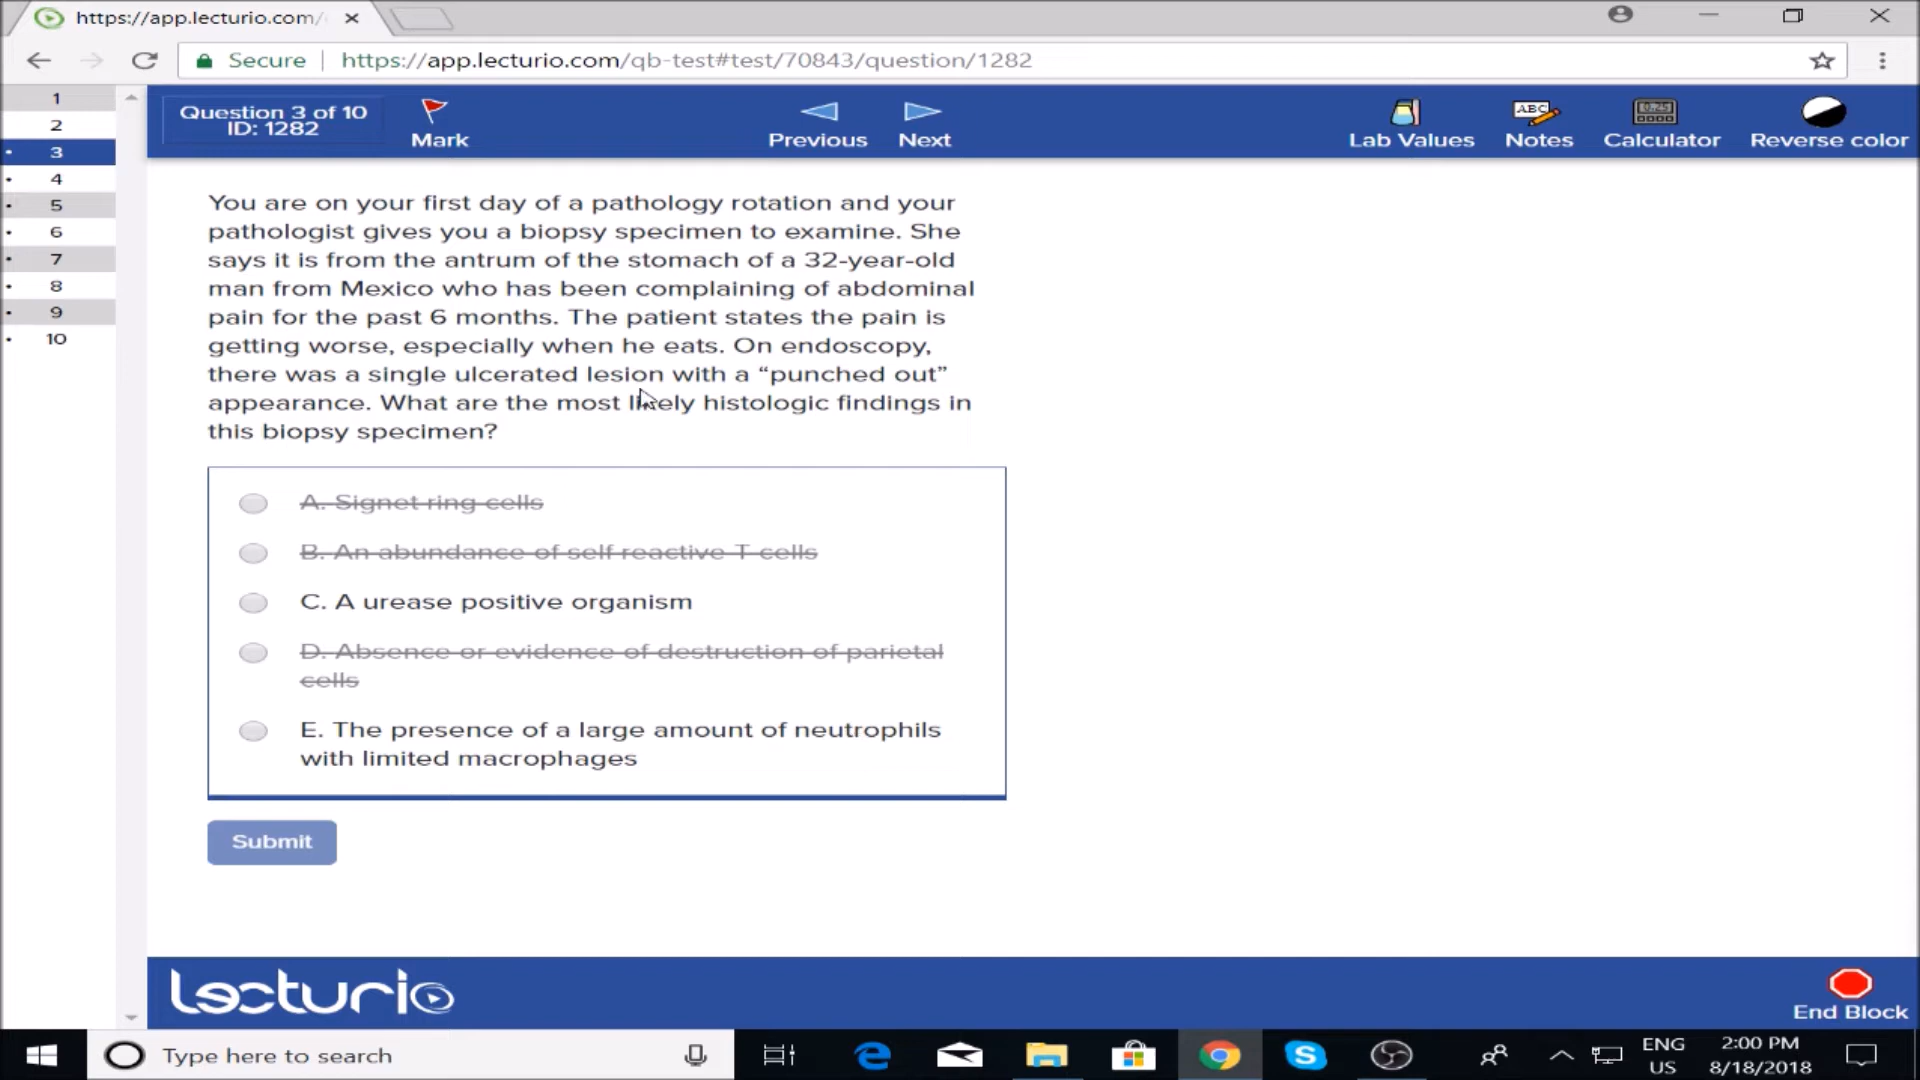 https://app.lecturio.com/
Secure
https://app.lecturio.com/qb-test#test/70843/question/1282
1
2
3
4
5
6
7
8
9
10
Question 3 of 10
ID: 1282
Mark
Previous
Next
Lab Values
ABC
Notes
0.25
Calculator
Reverse color
You are on your first day of a pathology rotation and your
pathologist gives you a biopsy specimen to examine. She
says it is from the antrum of the stomach of a 32-year-old
man from Mexico who has been complaining of abdominal
pain for the past 6 months. The patient states the pain is
getting worse, especially when he eats. On endoscopy,
there was a single ulcerated lesion with a “punched out”
appearance. What are the most likely histologic findings in
this biopsy specimen?
A. Signet ring cells
B. An abundance of self reactive T cells
C. A urease positive organism
D. Absence or evidence of destruction of parietal
cells
E. The presence of a large amount of neutrophils
with limited macrophages
Submit
lecturio
End Block
Type here to search
ENG
US
2:00 PM
8/18/2018